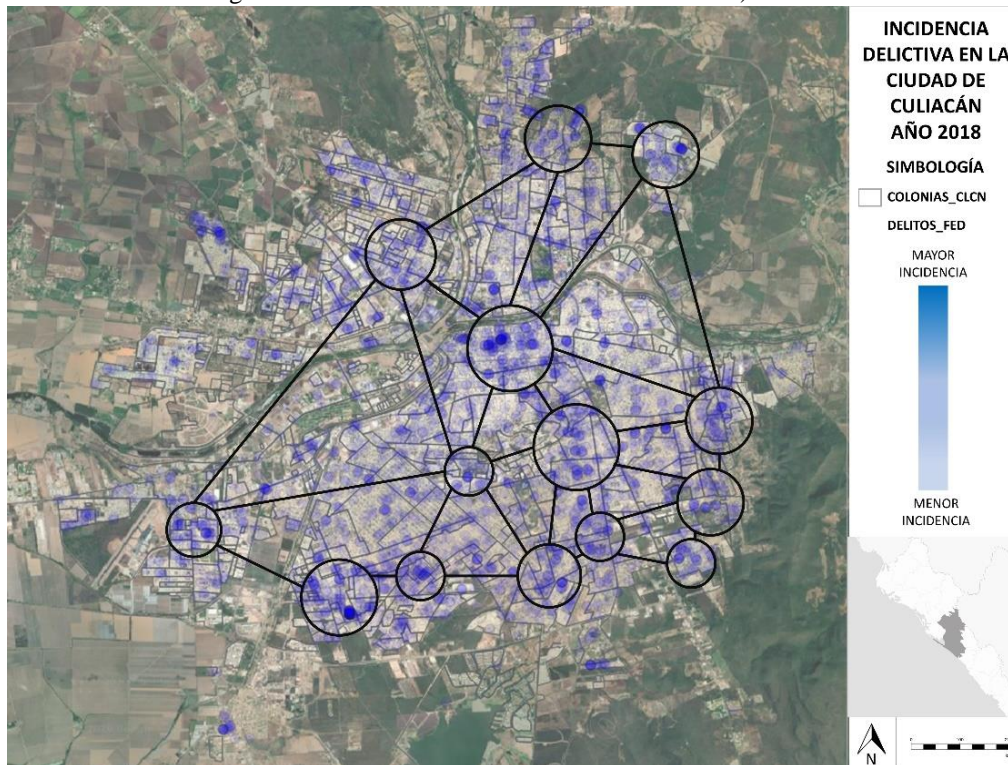 INCIDENCIA
DELICTIVA EN LA
CIUDAD DE
CULIACÁN
AÑO 2018
SIMBOLOGÍA
COLONIAS_CLCN
DELITOS_FED
MAYOR
INCIDENCIA
MENOR
INCIDENCIA
N